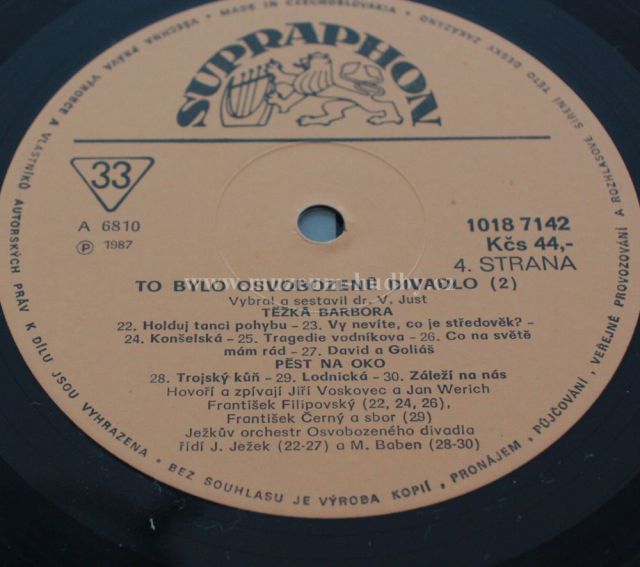 SUPRAPHON
33
A 6810
℗ 1987
1018 7142
Kčs 44,-
4. STRANA
TO BYLO OSVOBOZENÉ DIVADLO (2)
Vybral a sestavil dr. V. Just
TĚŽKÁ BARBORA
22. Holduj tanci pohybu – 23. Vy nevíte, co je středověk? –
24. Konšelská – 25. Tragedie vodníkova – 26. Co na světě
mám rád – 27. David a Goliáš
PĚST NA OKO
28. Trojský kůň – 29. Lodnická – 30. Záleží na nás
Hovoří a zpívají Jiří Voskovec a Jan Werich
František Filipovský (22, 24, 26),
František Černý a sbor (29)
Ježkův orchestr Osvobozeného divadla
řídí J. Ježek (22-27) a M. Baben (28-30)
MADE IN CZECHOSLOVAKIA • VŠECHNA PRÁVA VÝROBCE A VLASTNÍKŮ AUTORSKÝCH PRÁV K DÍLU JSOU VYHRAZENA • BEZ SOUHLASU JE VÝROBA KOPIÍ, PRONÁJEM, PŮJČOVÁNÍ, VEŘEJNÉ PROVOZOVÁNÍ A ROZHLASOVÉ ŠÍŘENÍ TÉTO DESKY ZAKÁZÁNO •